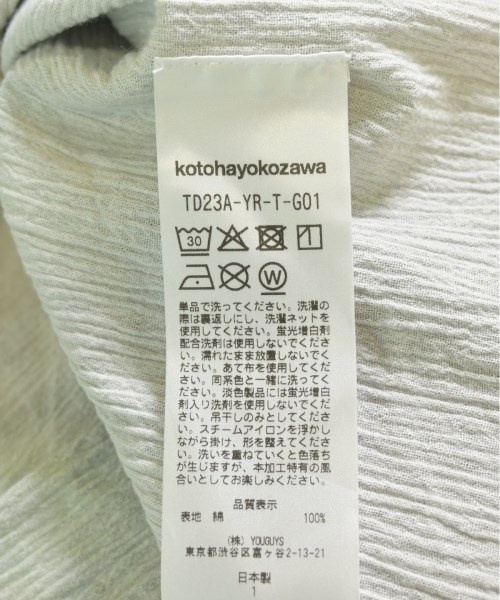 kotohayokozawa
TD23A-YR-T-G01
30
W
単品で洗ってください。洗濯の
際は裏返しにし、洗濯ネットを
使用してください。蛍光増白剤
配合洗剤は使用しないでくださ
い。濡れたまま放置しないでく
ださい。あて布を使用してくだ
さい。同系色と一緒に洗ってく
ださい。淡色製品には蛍光増白
剤入り洗剤を使用しないでくだ
さい。吊干しのみとしてくださ
い。スチームアイロンを浮かし
ながら掛け、形を整えてくださ
い。洗いを重ねていくと色落ち
が生じますが、本加工特有の風
合いとしてお楽しみください。
品質表示
表地 綿 100%
(株) YOUGUYS
東京都渋谷区富ヶ谷2-13-21
日本製
1